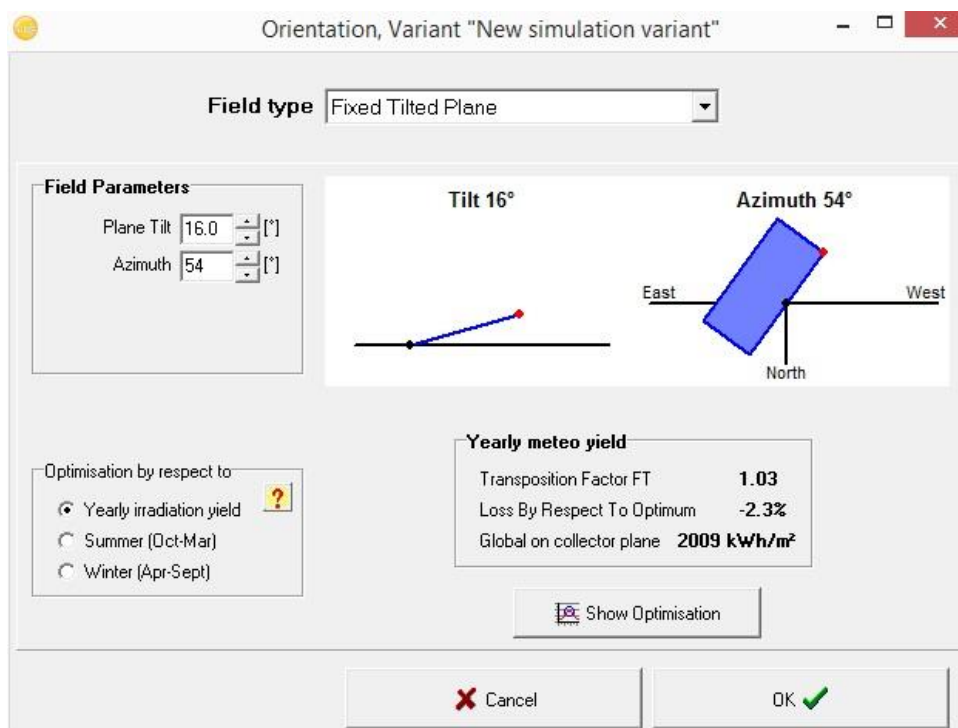 Orientation, Variant "New simulation variant"
Field type Fixed Tilted Plane
Field Parameters
Plane Tilt 16.0 [°]
Azimuth 54 [°]
Tilt 16°
Azimuth 54°
East
West
North
Optimisation by respect to
?
Yearly irradiation yield
Summer (Oct-Mar)
Winter (Apr-Sept)
Yearly meteo yield
Transposition Factor FT 1.03
Loss By Respect To Optimum -2.3%
Global on collector plane 2009 kWh/m²
Show Optimisation
Cancel
OK